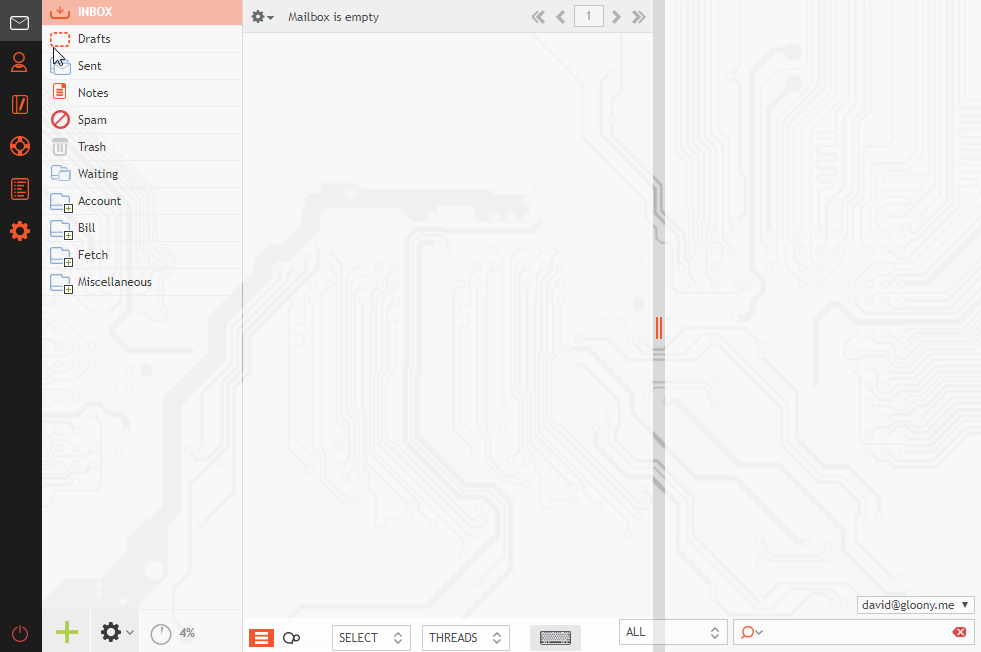 INBOX
Drafts
Sent
Notes
Spam
Trash
Waiting
Account
Bill
Fetch
Miscellaneous
4%
Mailbox is empty
1
SELECT
THREADS
ALL
david@gloony.me